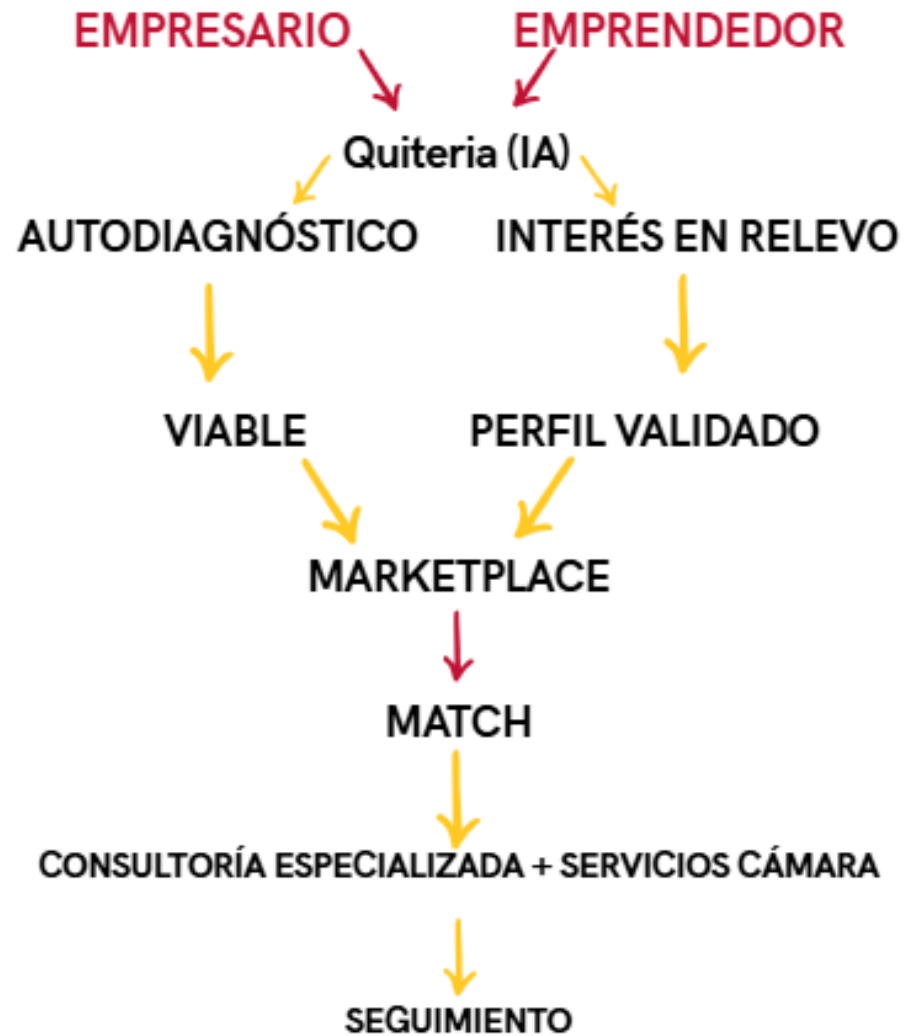 EMPRESARIO EMPRENDEDOR
Quiteria (IA)
AUTODIAGNÓSTICO INTERÉS EN RELEVO
VIABLE PERFIL VALIDADO
MARKETPLACE
MATCH
CONSULTORÍA ESPECIALIZADA + SERVICIOS CÁMARA
SEGUIMIENTO